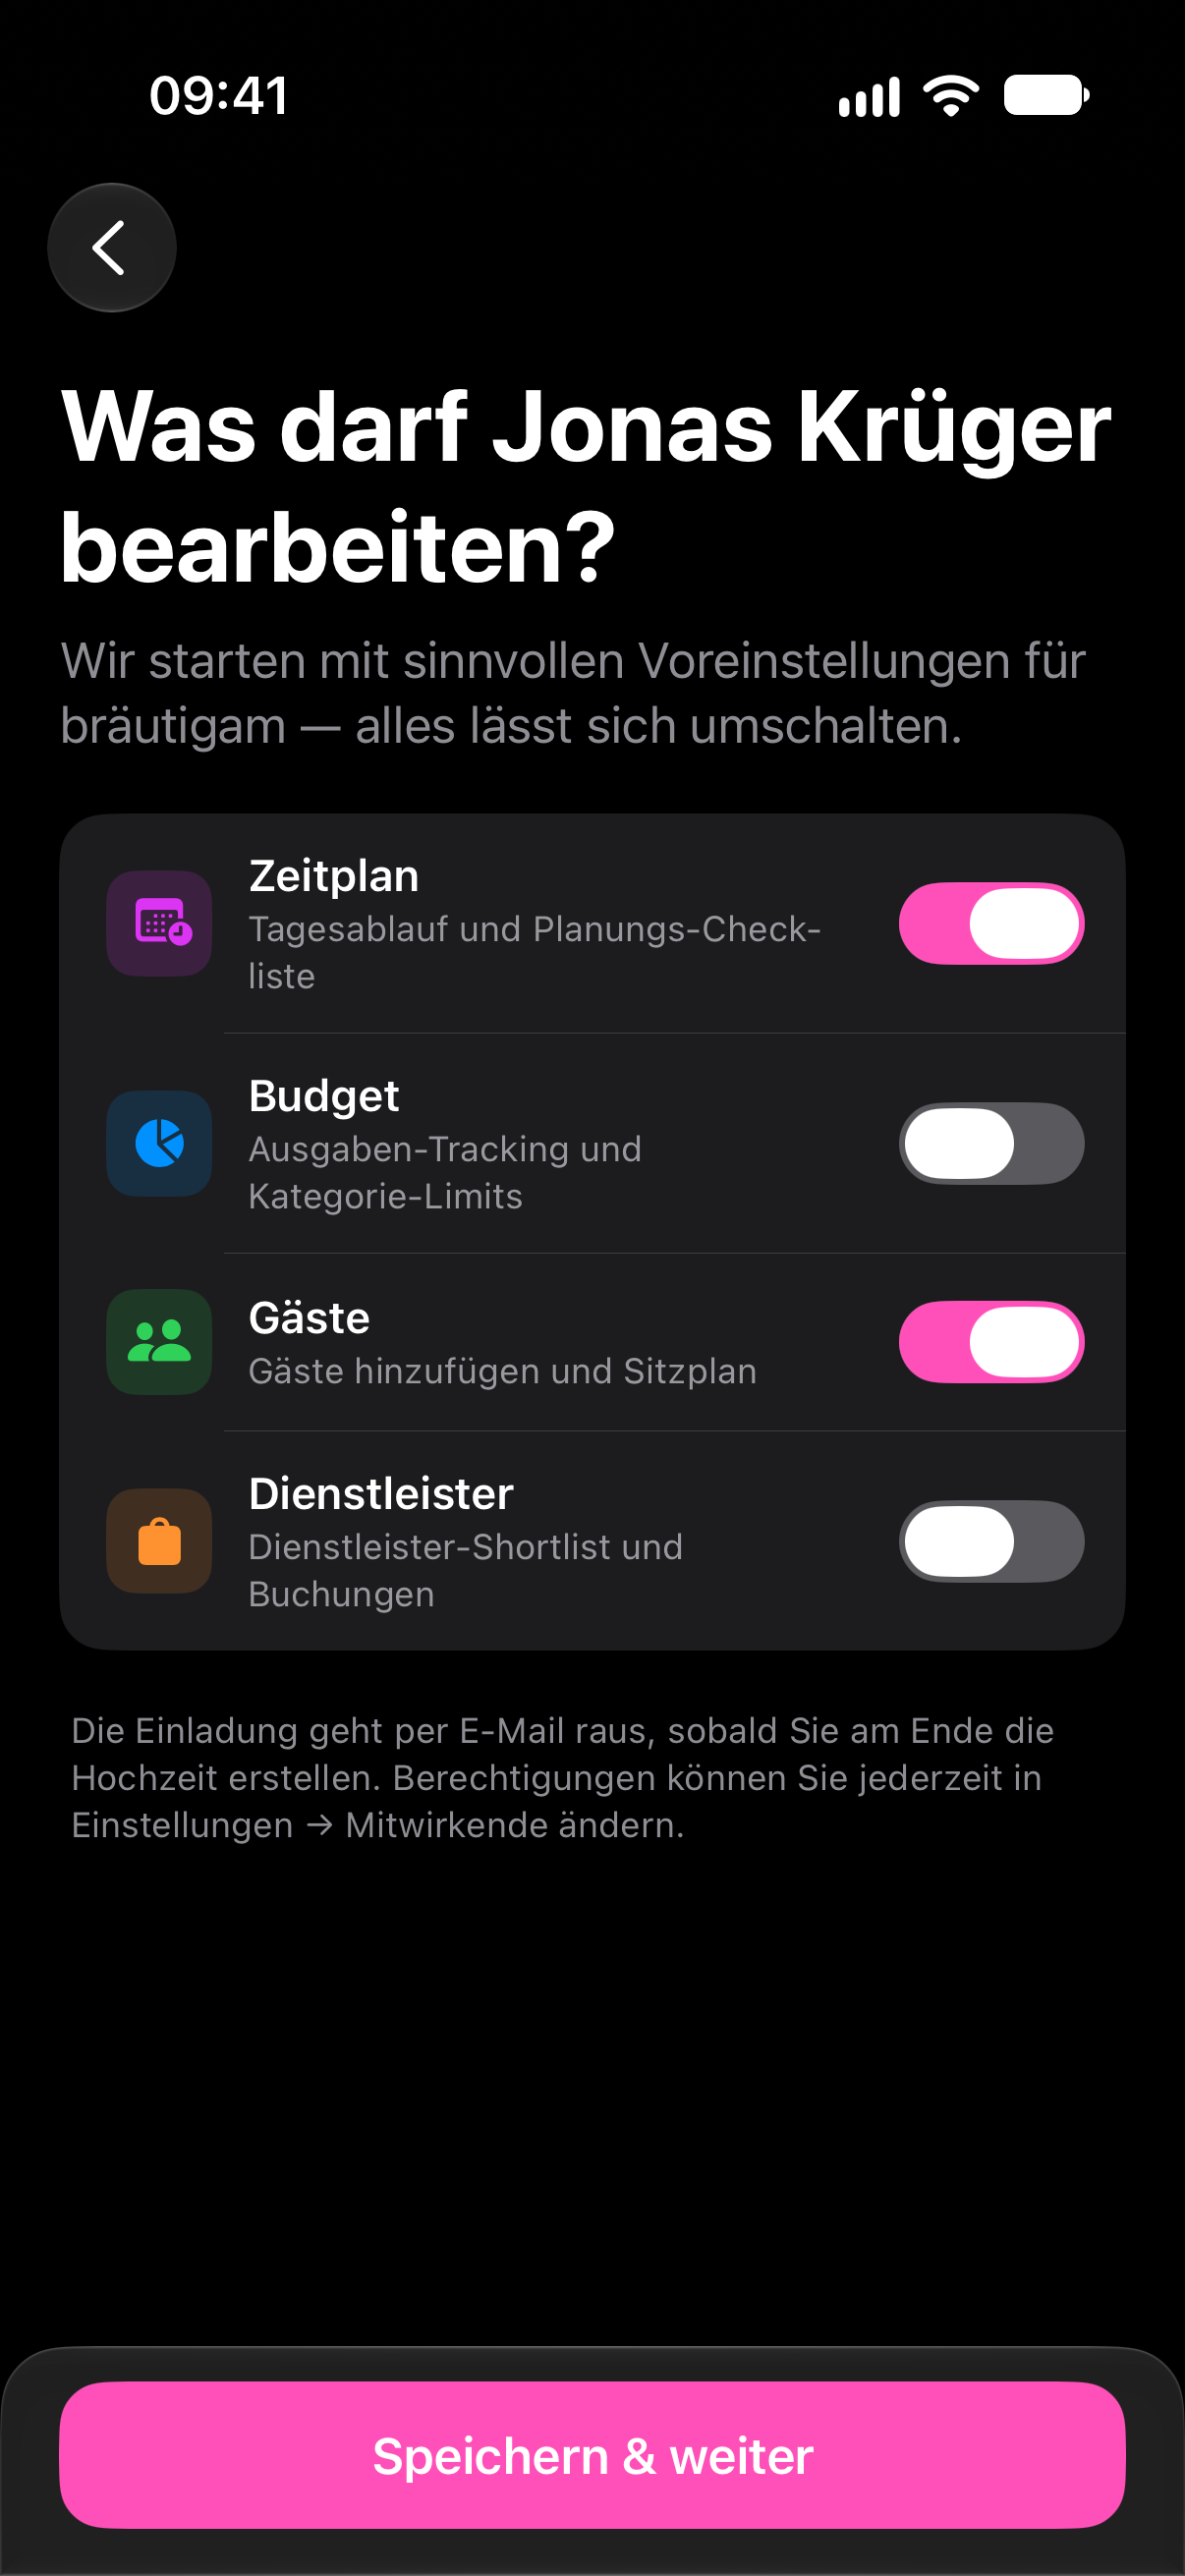 09:41
Was darf Jonas Krüger
bearbeiten?
Wir starten mit sinnvollen Voreinstellungen für
bräutigam — alles lässt sich umschalten.
Zeitplan
Tagesablauf und Planungs-Check-
liste
Budget
Ausgaben-Tracking und
Kategorie-Limits
Gäste
Gäste hinzufügen und Sitzplan
Dienstleister
Dienstleister-Shortlist und
Buchungen
Die Einladung geht per E-Mail raus, sobald Sie am Ende die
Hochzeit erstellen. Berechtigungen können Sie jederzeit in
Einstellungen → Mitwirkende ändern.
Speichern & weiter